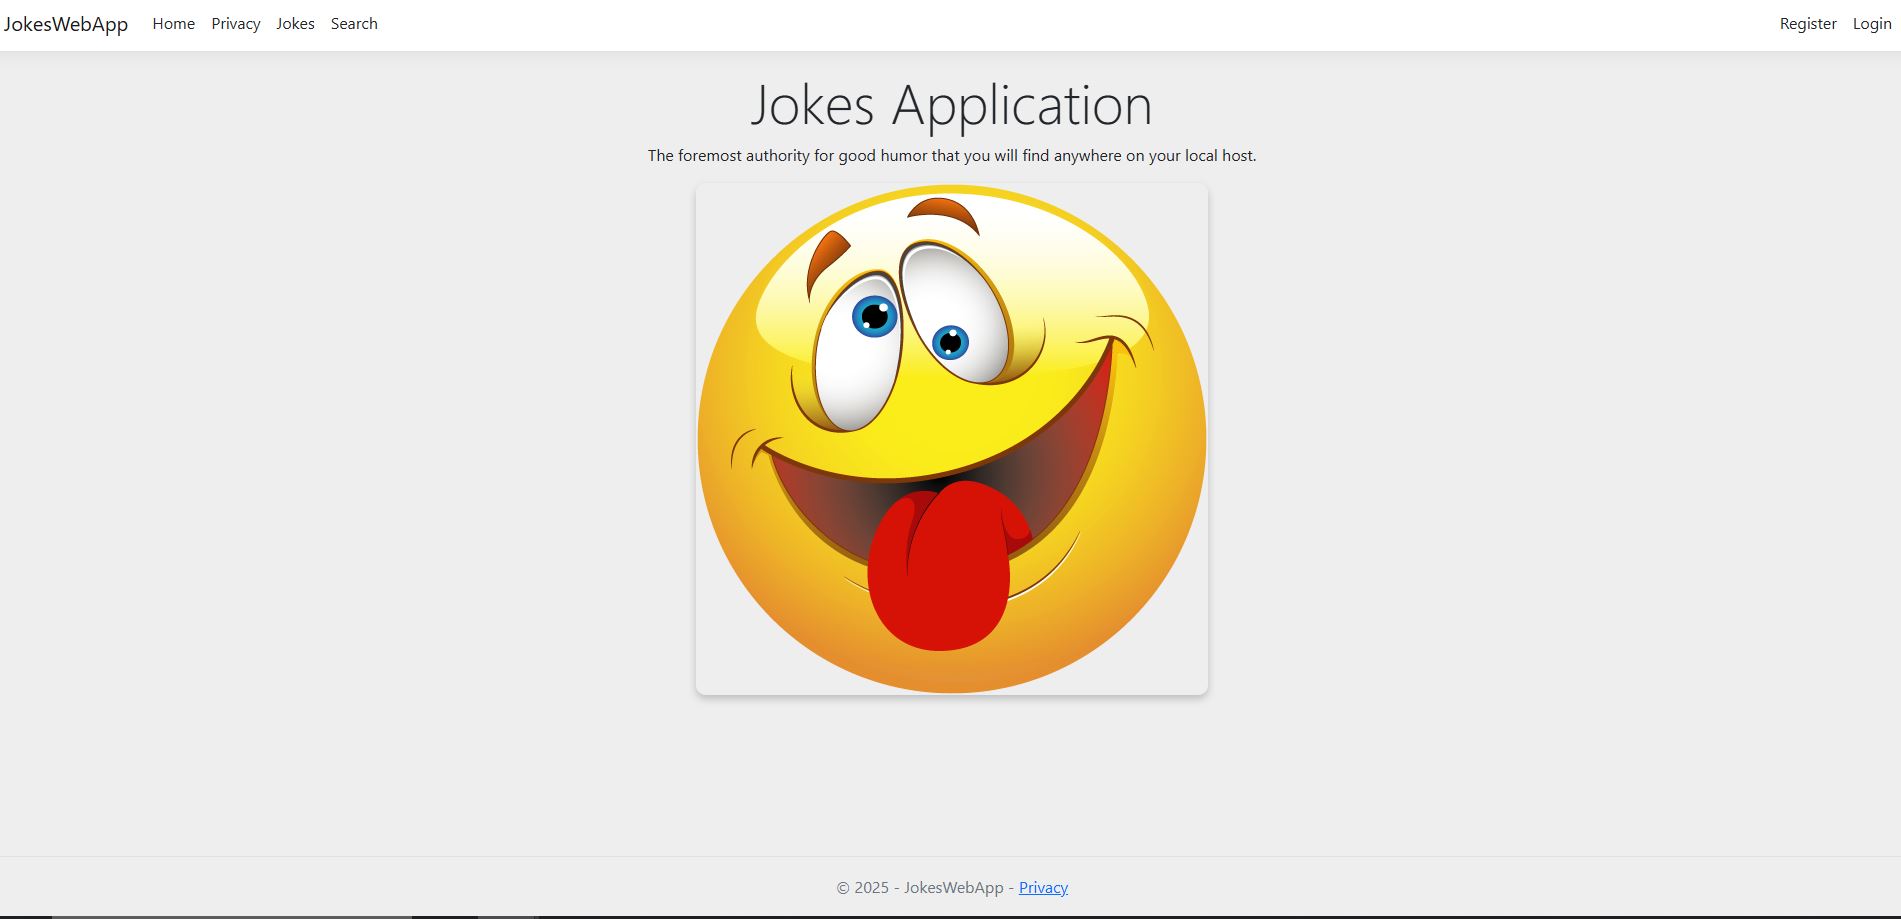 JokesWebApp Home Privacy Jokes Search Register Login
Jokes Application
The foremost authority for good humor that you will find anywhere on your local host.
© 2025 - JokesWebApp - Privacy